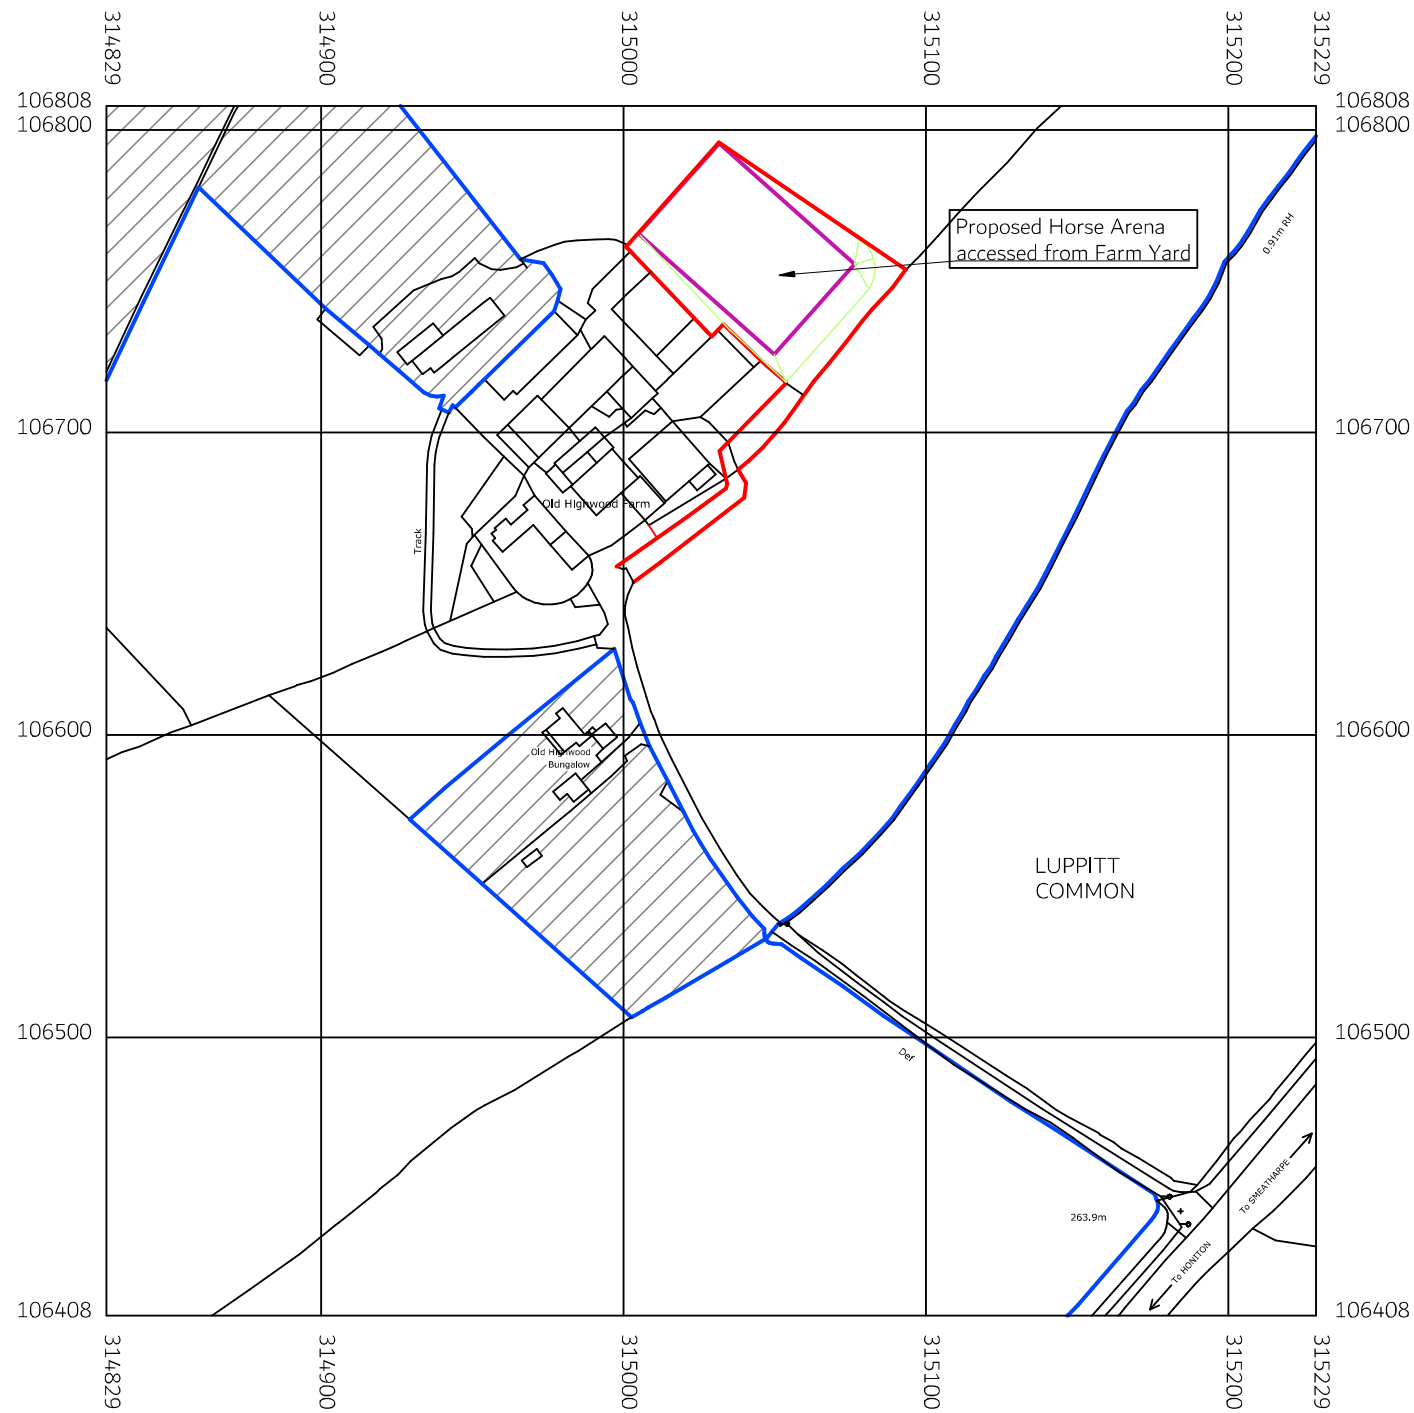 314829
314900
315000
315100
315200
315229
106808
106808
106800
106800
0.91m RH
Proposed Horse Arena
accessed from Farm Yard
106700
106700
Old Highwood Farm
Track
106600
106600
Old Highwood
Bungalow
LUPPITT
COMMON
106500
106500
Def
To SMEATHARPE
263.9m
To HONITON
106408
106408
314829
314900
315000
315100
315200
315229